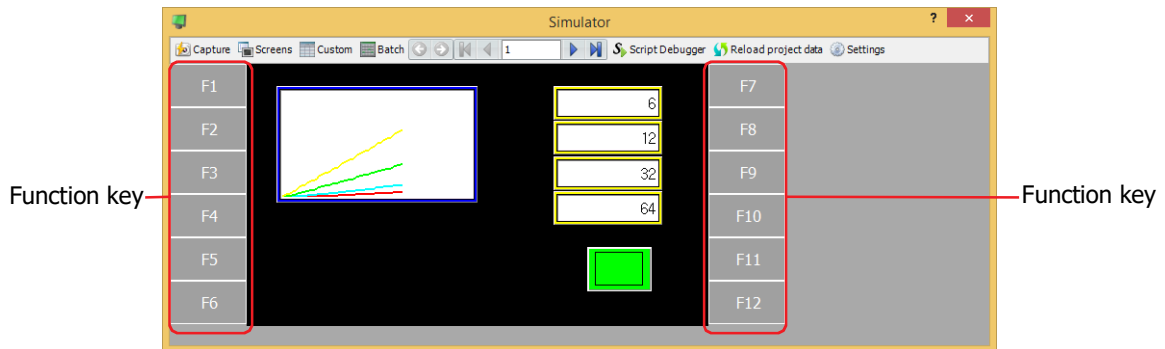 Simulator
?
×
Capture Screens Custom Batch 1 Script Debugger Reload project data Settings
F1
F2
F3
F4
F5
F6
6
12
32
64
F7
F8
F9
F10
F11
F12
Function key
Function key